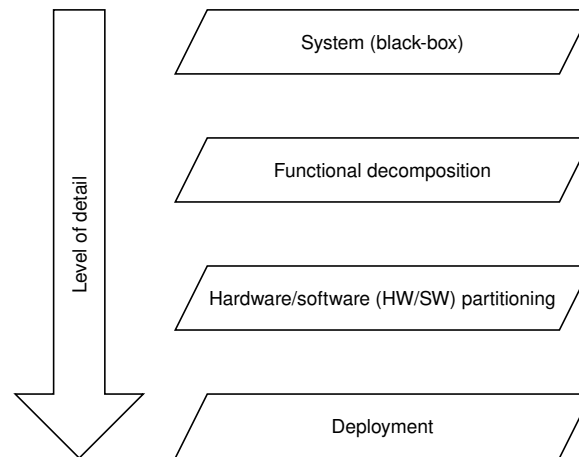 System (black-box)
Functional decomposition
Level of detail
Hardware/software (HW/SW) partitioning
Deployment